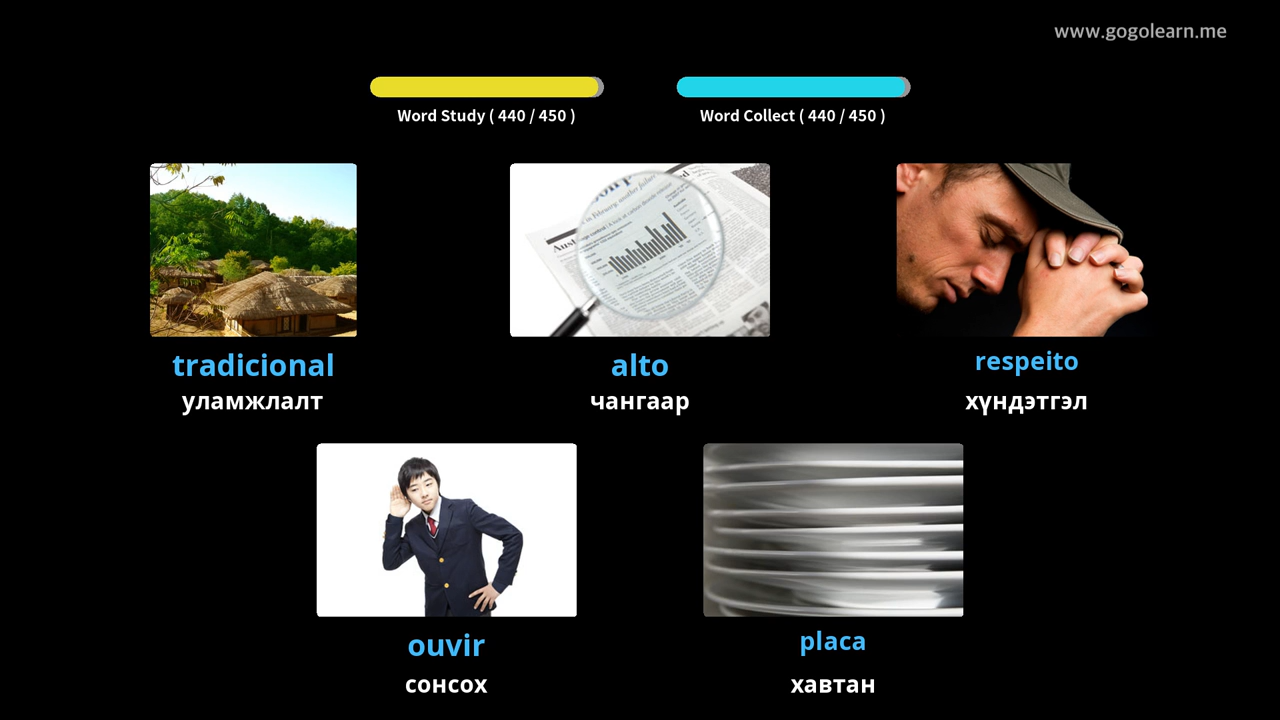 www.gogolearn.me
Word Study ( 440 / 450 )
Word Collect ( 440 / 450 )
tradicional
уламжлалт
alto
чангаар
respeito
хүндэтгэл
ouvir
сонсох
placa
хавтан